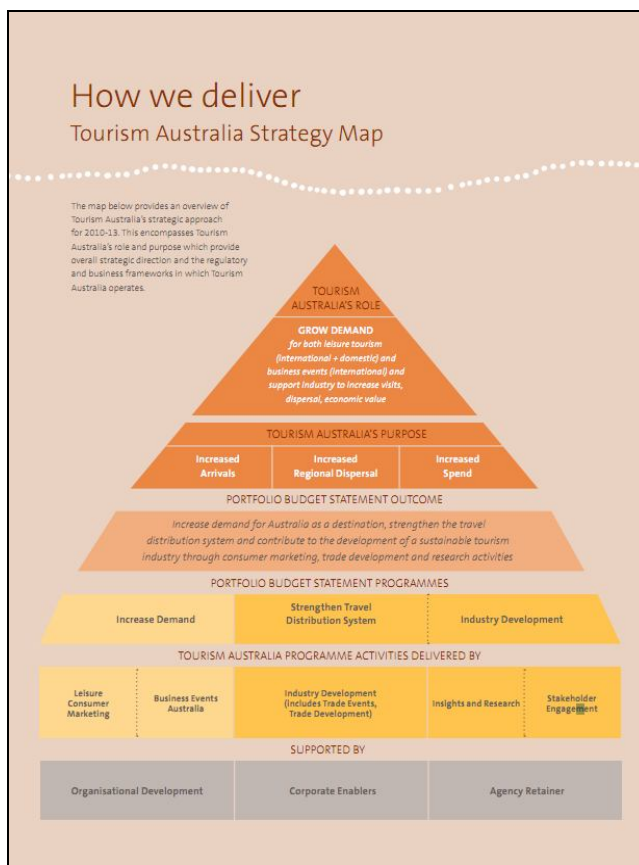 How we deliver
Tourism Australia Strategy Map
The map below provides an overview of
Tourism Australia's strategic approach
for 2010-13. This encompasses Tourism
Australia's role and purpose which provide
overall strategic direction and the regulatory
and business frameworks in which Tourism
Australia operates.
TOURISM
AUSTRALIA'S ROLE
GROW DEMAND
for both leisure tourism
(international + domestic) and
business events (international) and
support industry to increase visits,
dispersal, economic value
TOURISM AUSTRALIA'S PURPOSE
Increased
Arrivals
Increased
Regional Dispersal
Increased
Spend
PORTFOLIO BUDGET STATEMENT OUTCOME
Increase demand for Australia as a destination, strengthen the travel
distribution system and contribute to the development of a sustainable tourism
industry through consumer marketing, trade development and research activities
PORTFOLIO BUDGET STATEMENT PROGRAMMES
Increase Demand
Strengthen Travel
Distribution System
Industry Development
TOURISM AUSTRALIA PROGRAMME ACTIVITIES DELIVERED BY
Leisure
Consumer
Marketing
Business Events
Australia
Industry Development
(Includes Trade Events,
Trade Development)
Insights and Research
Stakeholder
Engagement
SUPPORTED BY
Organisational Development
Corporate Enablers
Agency Retainer